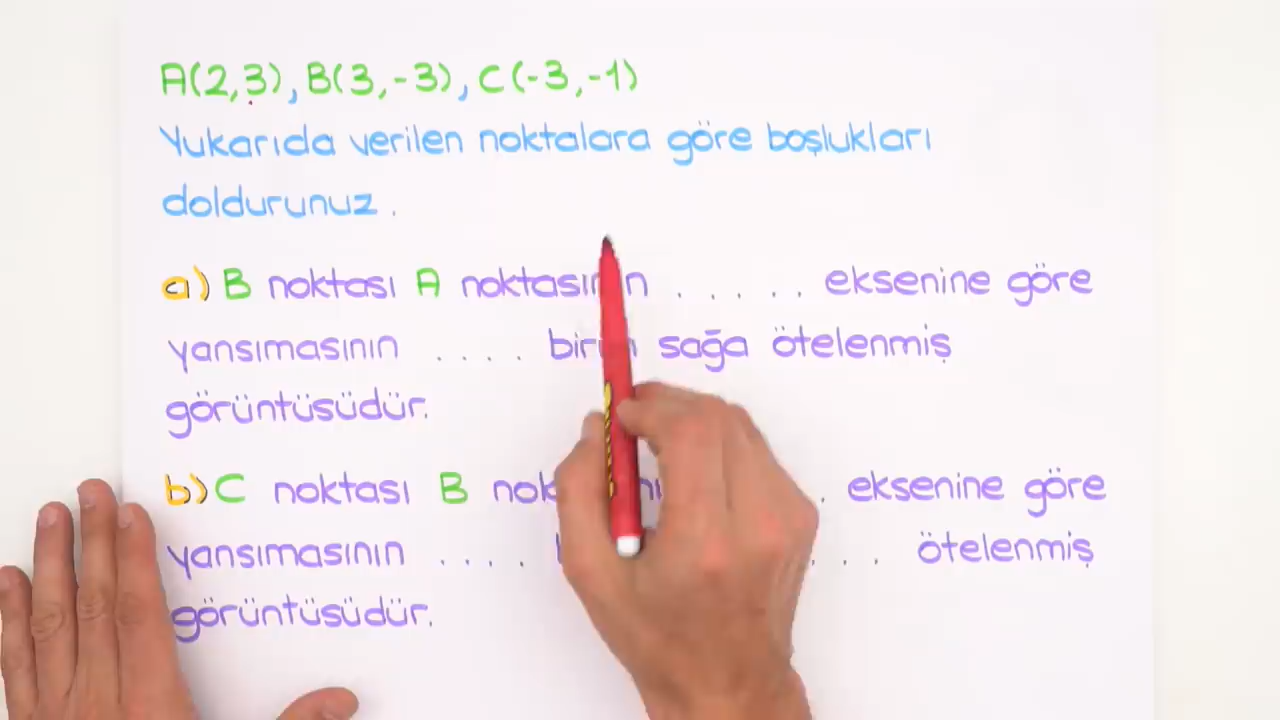 A(2,3), B(3,-3), C(-3,-1)
Yukarıda verilen noktalara göre boşlukları
doldurunuz.
a) B noktası A noktasının ..... eksenine göre
yansımasının .... birim sağa ötelenmiş
görüntüsüdür.
b) C noktası B . eksenine göre
yansımasının .... ... ötelenmiş
görüntüsüdür.